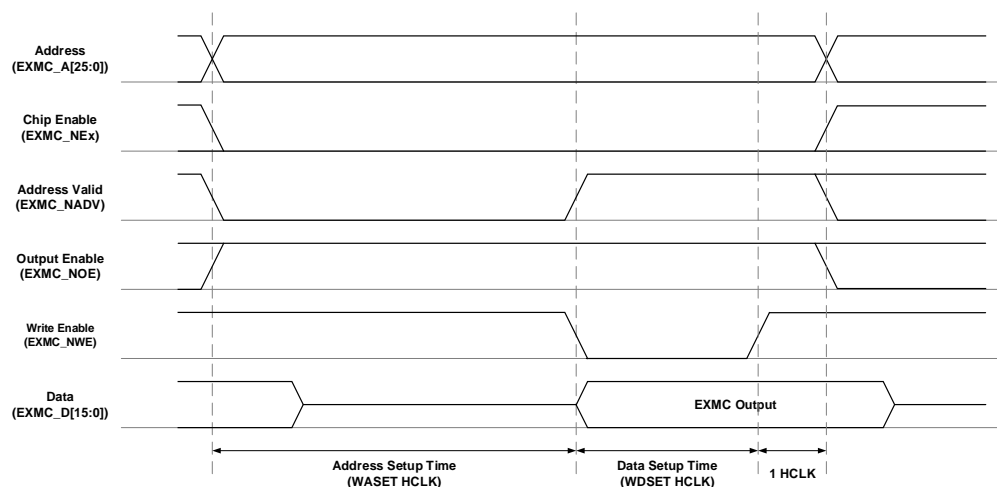 Address
(EXMC_A[25:0])
Chip Enable
(EXMC_NEx)
Address Valid
(EXMC_NADV)
Output Enable
(EXMC_NOE)
Write Enable
(EXMC_NWE)
Data
(EXMC_D[15:0])
EXMC Output
Address Setup Time
(WASET HCLK)
Data Setup Time
(WDSET HCLK)
1 HCLK